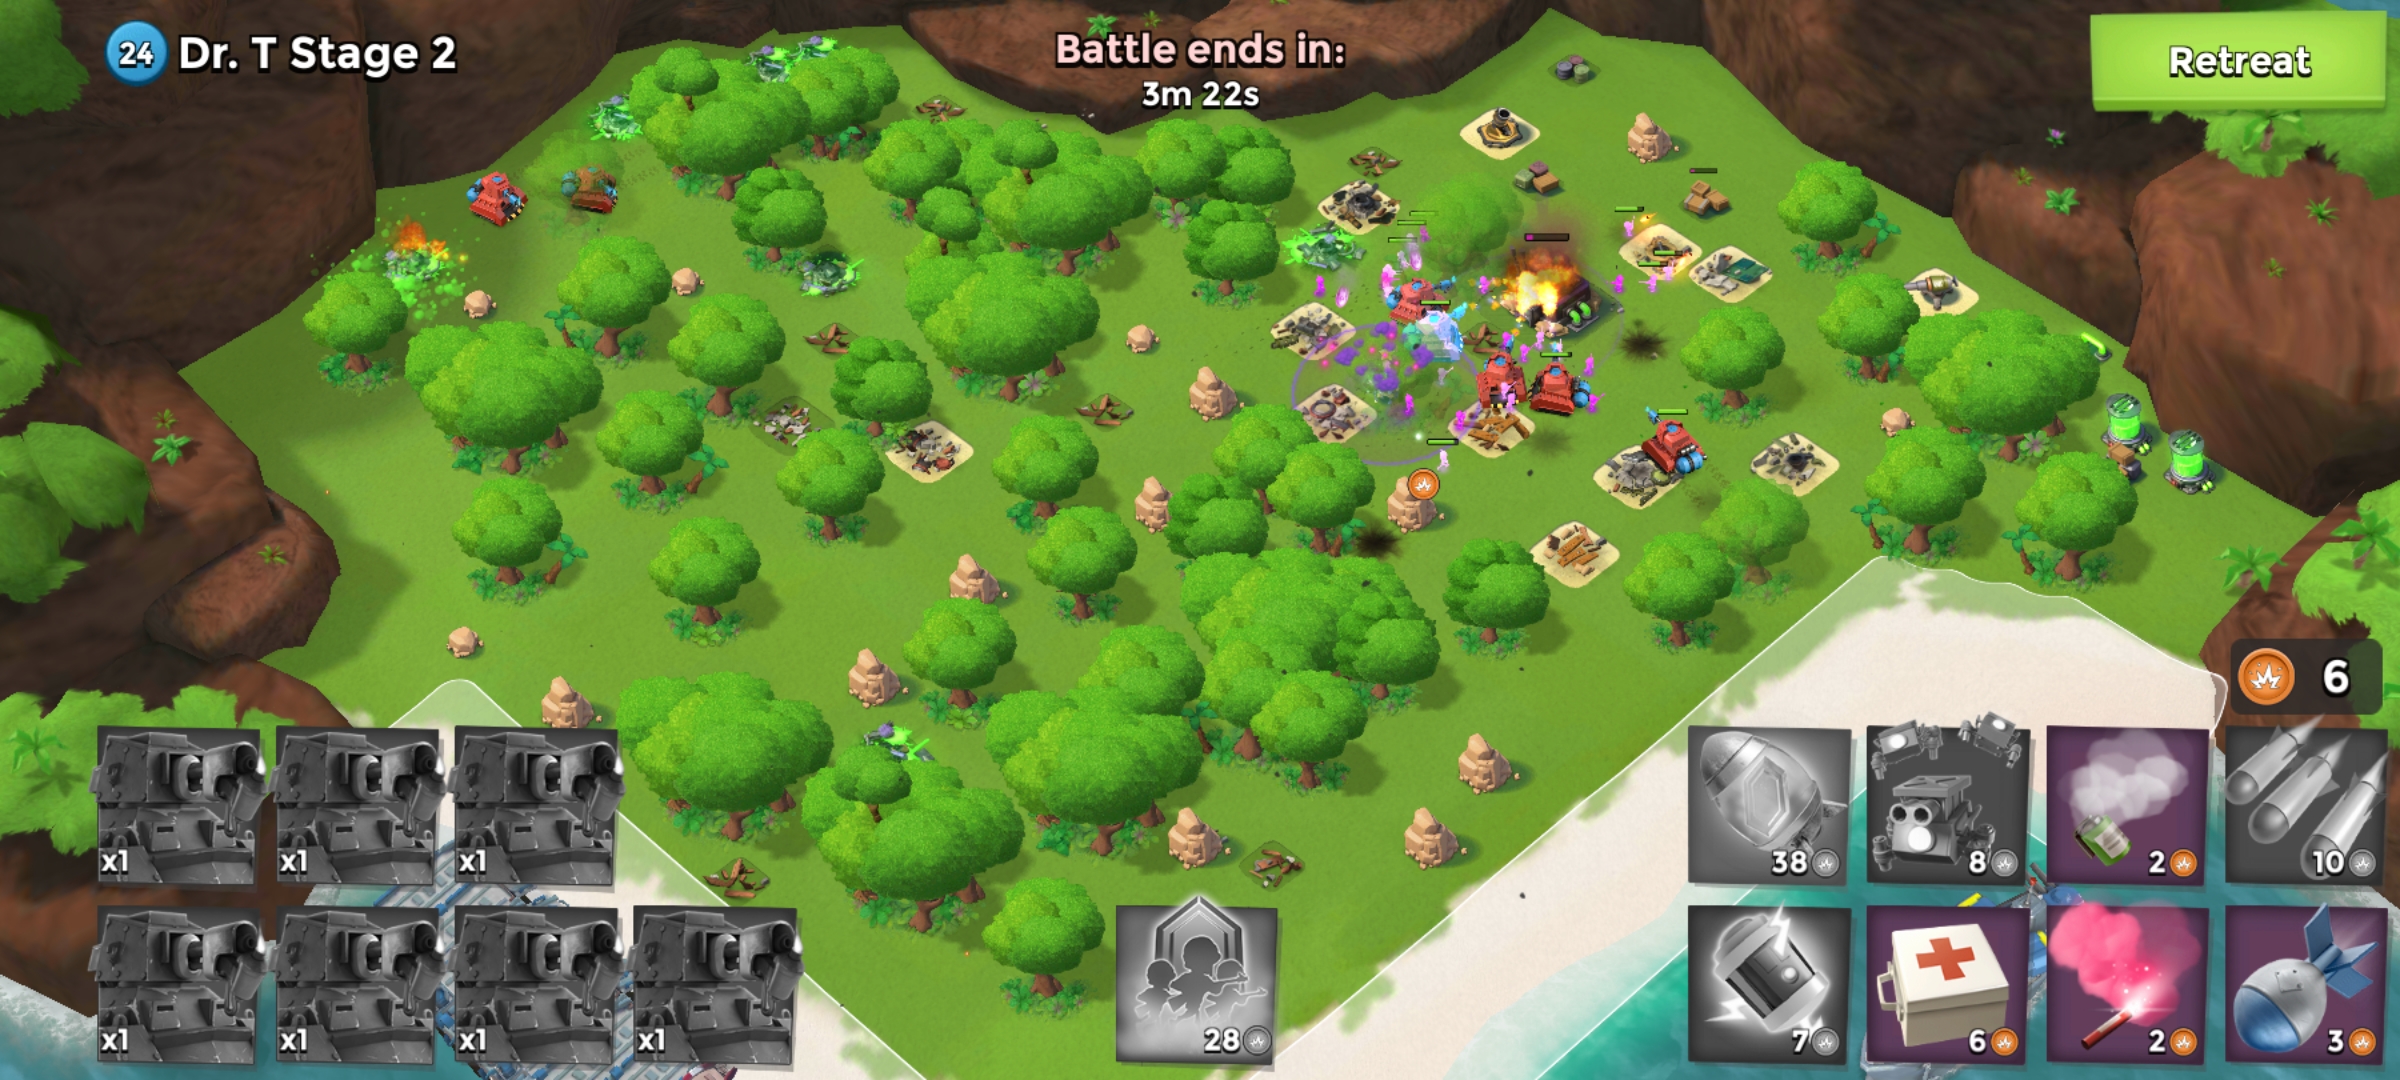 24 Dr. T Stage 2
Battle ends in:
3m 22s
Retreat
6
x1 x1 x1
38 8 2 10
x1 x1 x1 x1
28
7 6 2 3